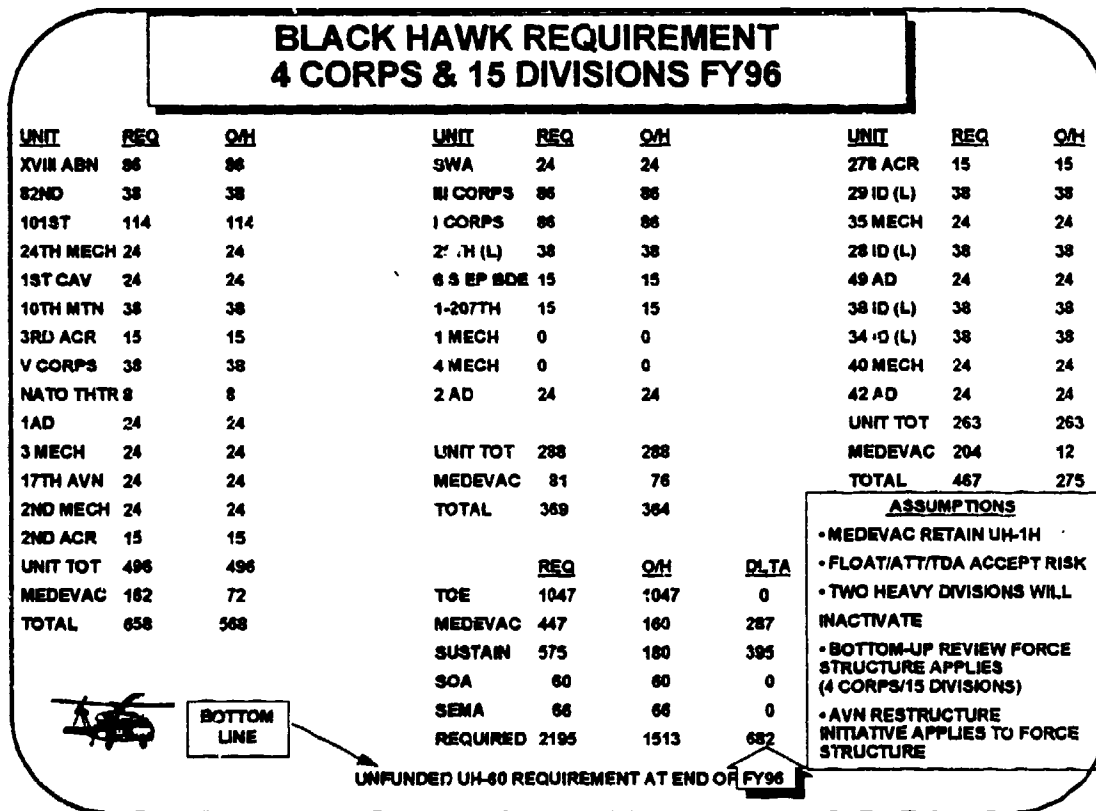 BLACK HAWK REQUIREMENT
4 CORPS & 15 DIVISIONS FY96
UNIT REQ O/H
XVIII ABN 86 86
82ND 38 38
101ST 114 114
24TH MECH 24 24
1ST CAV 24 24
10TH MTN 38 38
3RD ACR 15 15
V CORPS 38 38
NATO THTR 8 8
1AD 24 24
3 MECH 24 24
17TH AVN 24 24
2ND MECH 24 24
2ND ACR 15 15
UNIT TOT 496 496
MEDEVAC 162 72
TOTAL 658 568
UNIT REQ O/H
SWA 24 24
III CORPS 86 86
I CORPS 86 86
(L) 38 38
6 SEP BDE 15 15
1-207TH 15 15
1 MECH 0 0
4 MECH 0 0
2 AD 24 24
UNIT TOT 288 288
MEDEVAC 81 76
TOTAL 369 364
UNIT REQ O/H
278 ACR 15 15
29 ID (L) 38 38
35 MECH 24 24
28 ID (L) 38 38
49 AD 24 24
38 ID (L) 38 38
34 ID (L) 38 38
40 MECH 24 24
42 AD 24 24
UNIT TOT 263 263
MEDEVAC 204 12
TOTAL 467 275
REQ O/H DLTA
TOE 1047 1047 0
MEDEVAC 447 160 287
SUSTAIN 575 180 395
SOA 60 60 0
SEMA 66 66 0
REQUIRED 2195 1513 682
ASSUMPTIONS
• MEDEVAC RETAIN UH-1H
• FLOAT/ATT/TDA ACCEPT RISK
• TWO HEAVY DIVISIONS WILL
INACTIVATE
• BOTTOM-UP REVIEW FORCE
STRUCTURE APPLIES
(4 CORPS/15 DIVISIONS)
• AVN RESTRUCTURE
INITIATIVE APPLIES TO FORCE
STRUCTURE
BOTTOM
LINE
UNFUNDED UH-60 REQUIREMENT AT END OF FY96